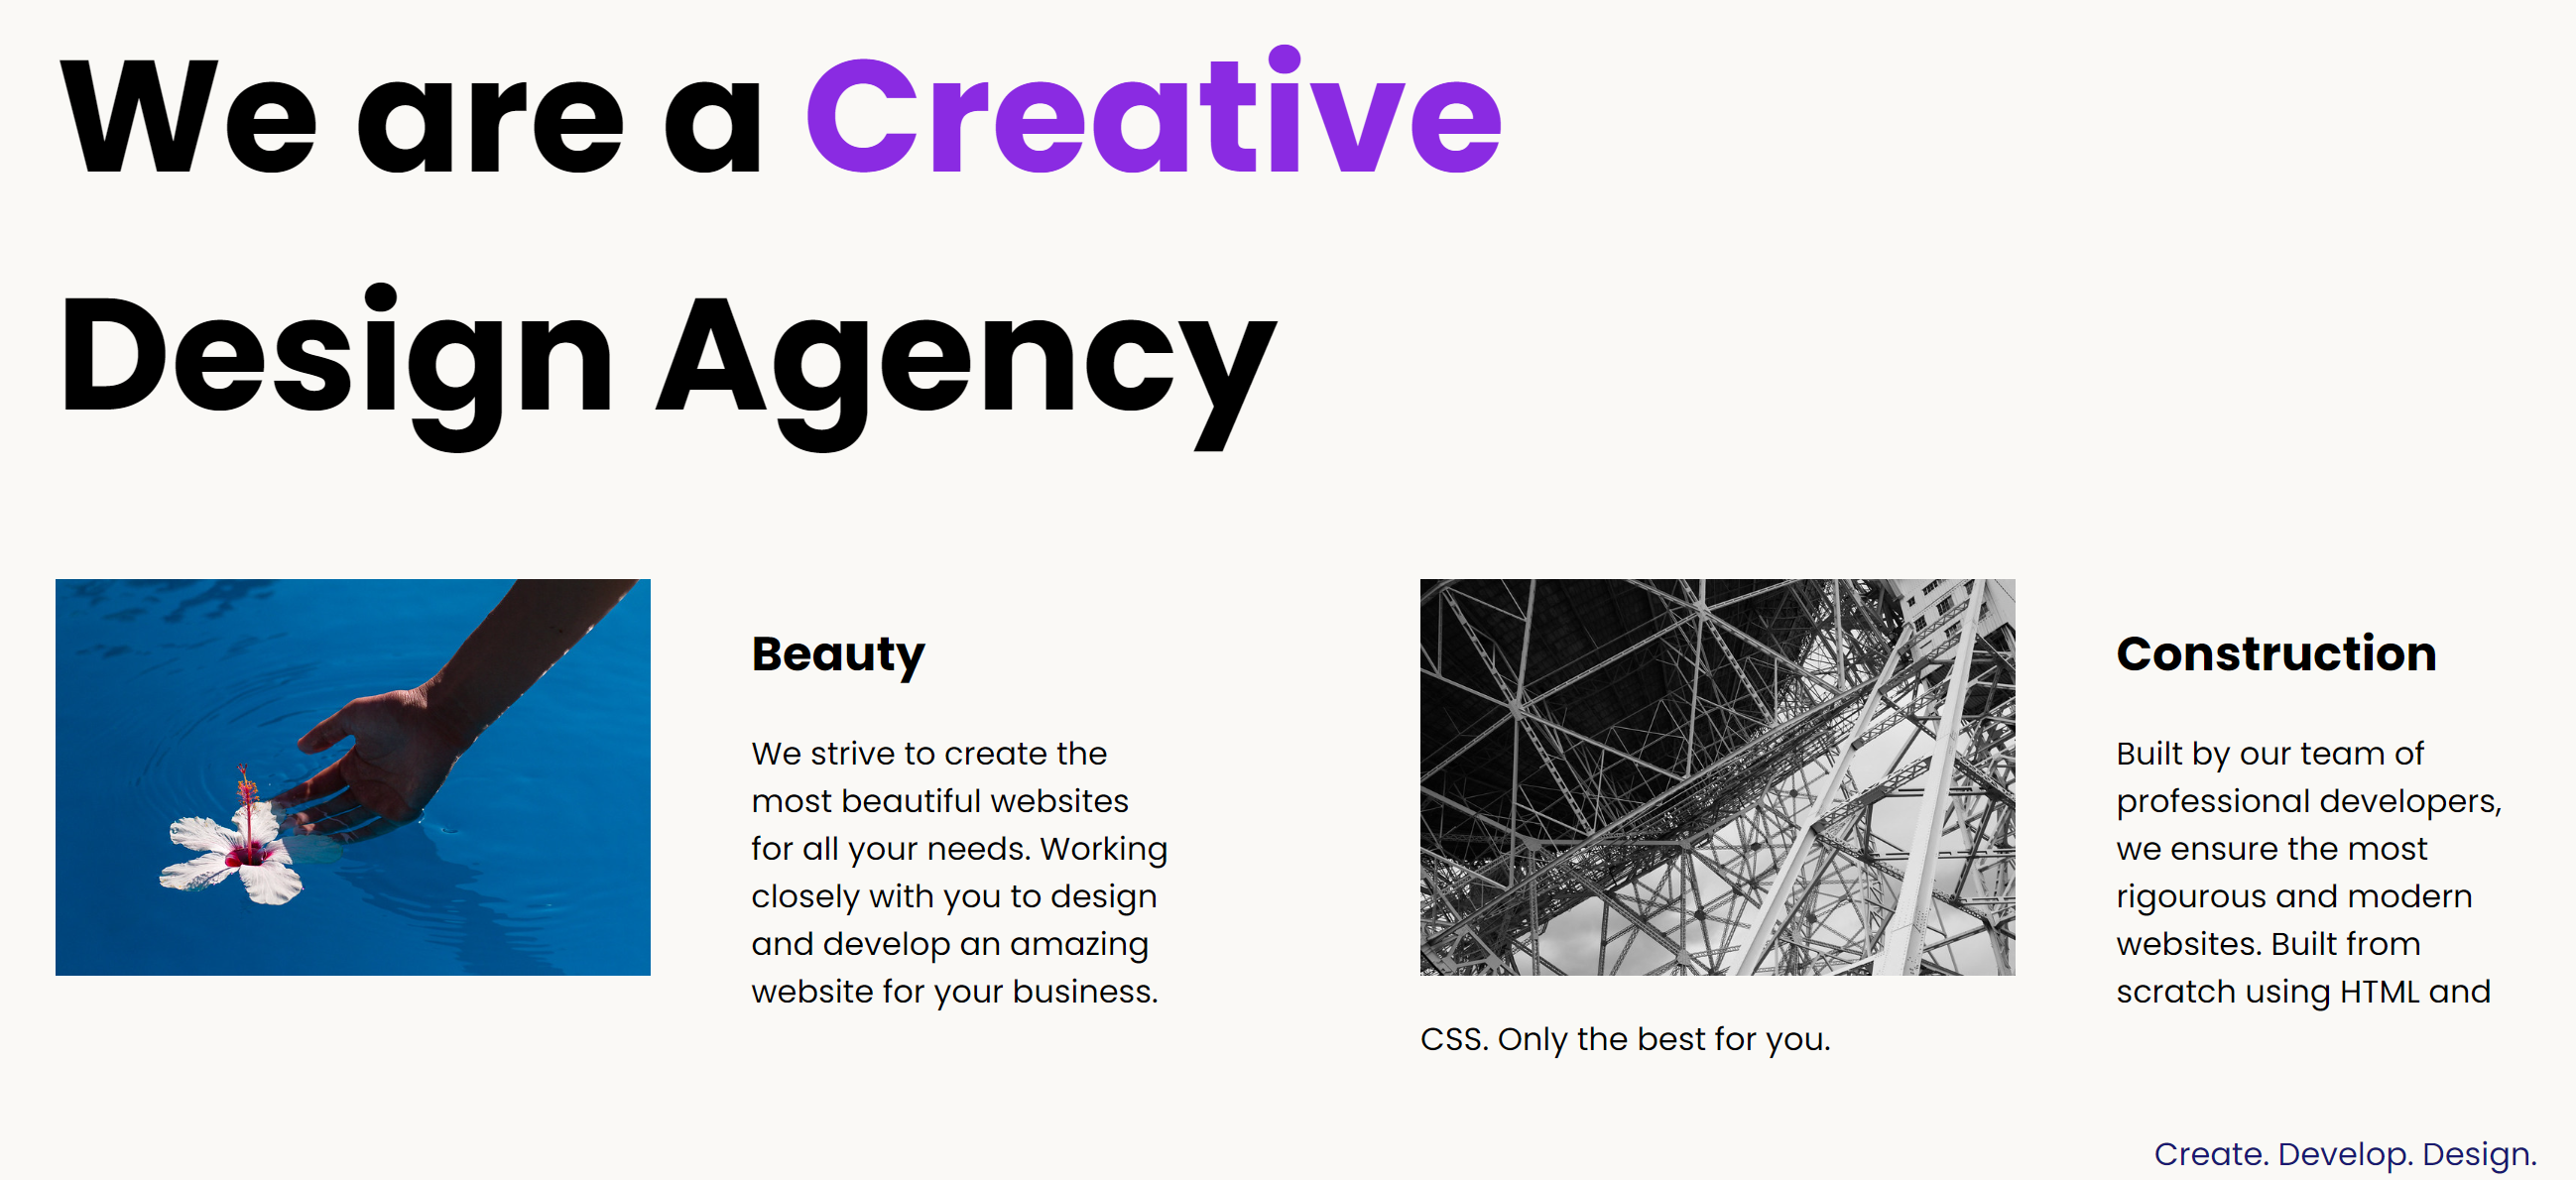 We are a Creative
Design Agency
Beauty
We strive to create the
most beautiful websites
for all your needs. Working
closely with you to design
and develop an amazing
website for your business.
Construction
Built by our team of
professional developers,
we ensure the most
rigourous and modern
websites. Built from
scratch using HTML and
CSS. Only the best for you.
Create. Develop. Design.